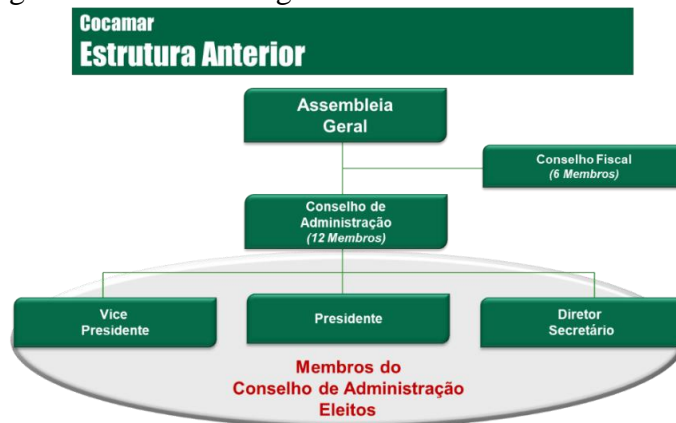 Cocamar
Estrutura Anterior
Assembleia
Geral
Conselho Fiscal
(6 Membros)
Conselho de
Administração
(12 Membros)
Vice
Presidente
Presidente
Diretor
Secretário
Membros do
Conselho de Administração
Eleitos